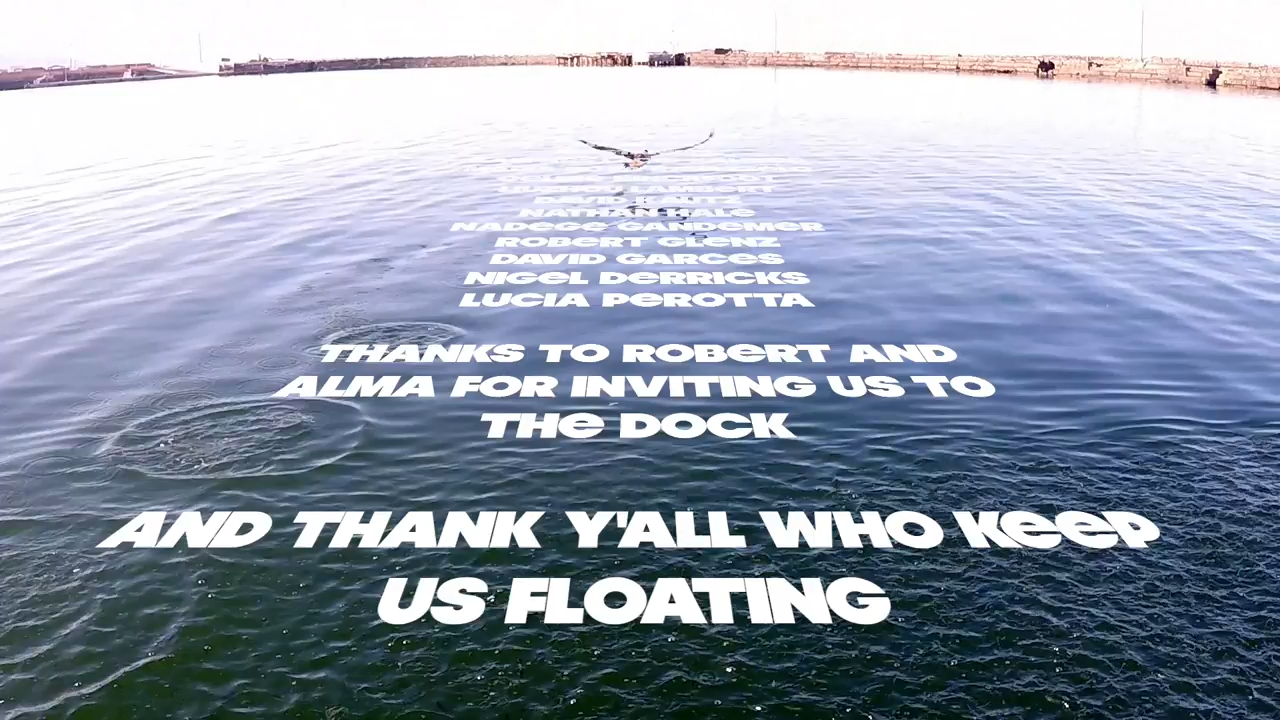 LAMBERT
DAVID
NATHAN HALe
NADeGe GANDeMeR
ROBeRT GLeNZ
DAVID GARCeS
NIGeL DeRRICKS
LUCIA PeROTTA
THANKS TO ROBeRT AND
ALMA FOR INVITING US TO
THe DOCK
AND THANK Y'ALL WHO KeeP
US FLOATING